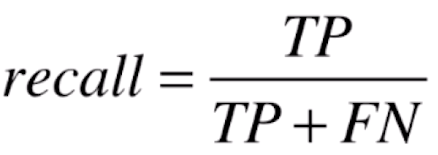 recall = TP / TP + FN